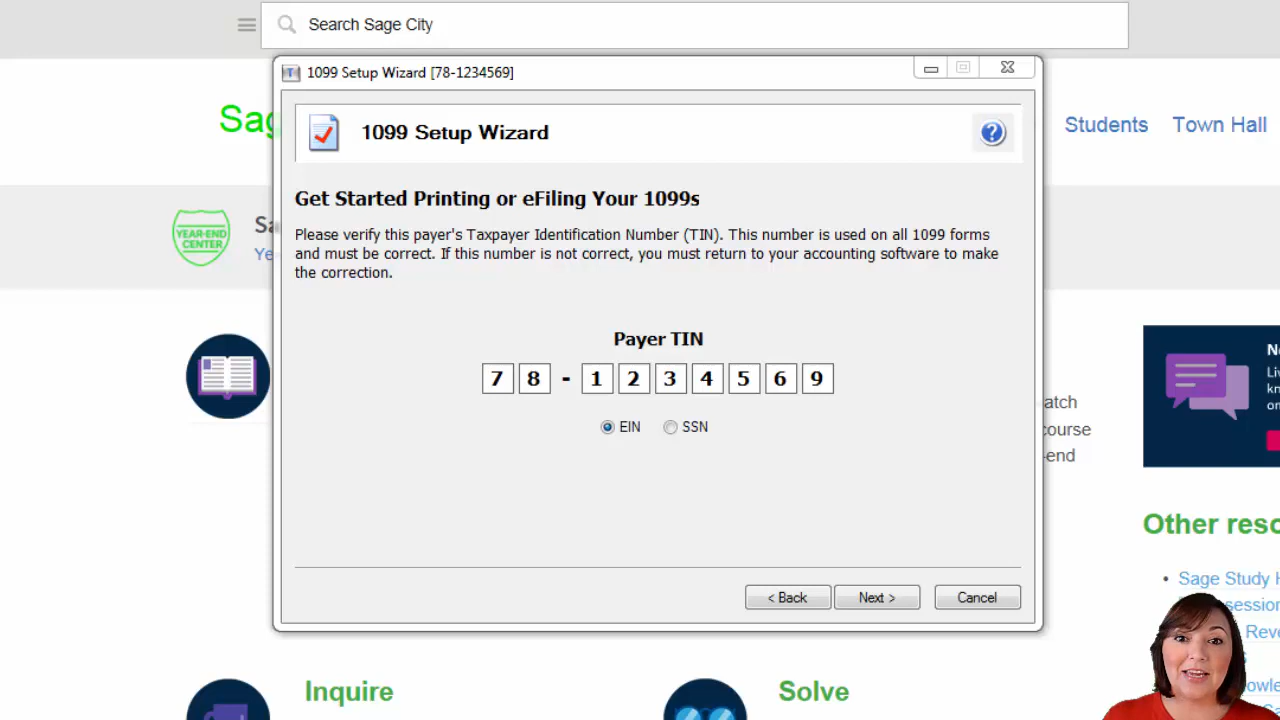 Search Sage City
1099 Setup Wizard [78-1234569]
1099 Setup Wizard
Students Town Hall
Get Started Printing or eFiling Your 1099s
YEAR-END
CENTER
Please verify this payer's Taxpayer Identification Number (TIN). This number is used on all 1099 forms
and must be correct. If this number is not correct, you must return to your accounting software to make
the correction.
Payer TIN
7 8 - 1 2 3 4 5 6 9
EIN SSN
course
-end
Other
Sage Study
< Back Next > Cancel
Inquire
Solve